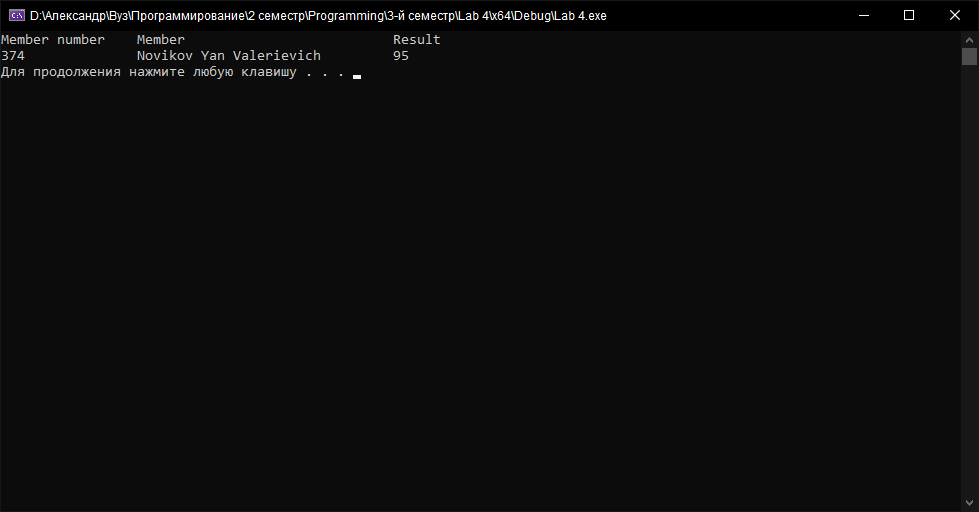 D:\Александр\Вуз\Программирование\2 семестр\Programming\3-й семестр\Lab 4\x64\Debug\Lab 4.exe
Member number    Member                          Result
374              Novikov Yan Valerievich         95
Для продолжения нажмите любую клавишу . . .